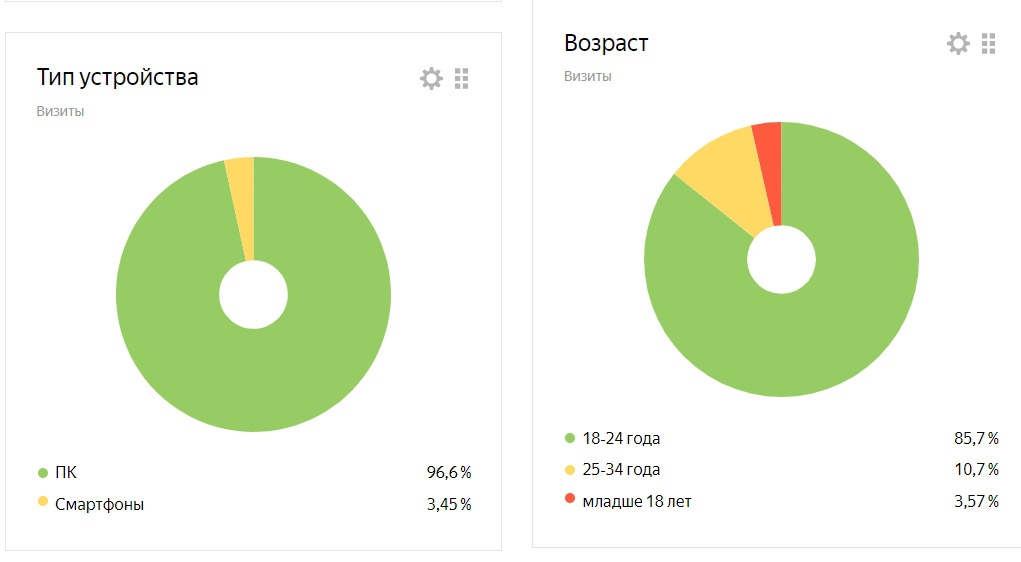 Тип устройства
Визиты
ПК 96,6 %
Смартфоны 3,45 %
Возраст
Визиты
18-24 года 85,7 %
25-34 года 10,7 %
младше 18 лет 3,57 %